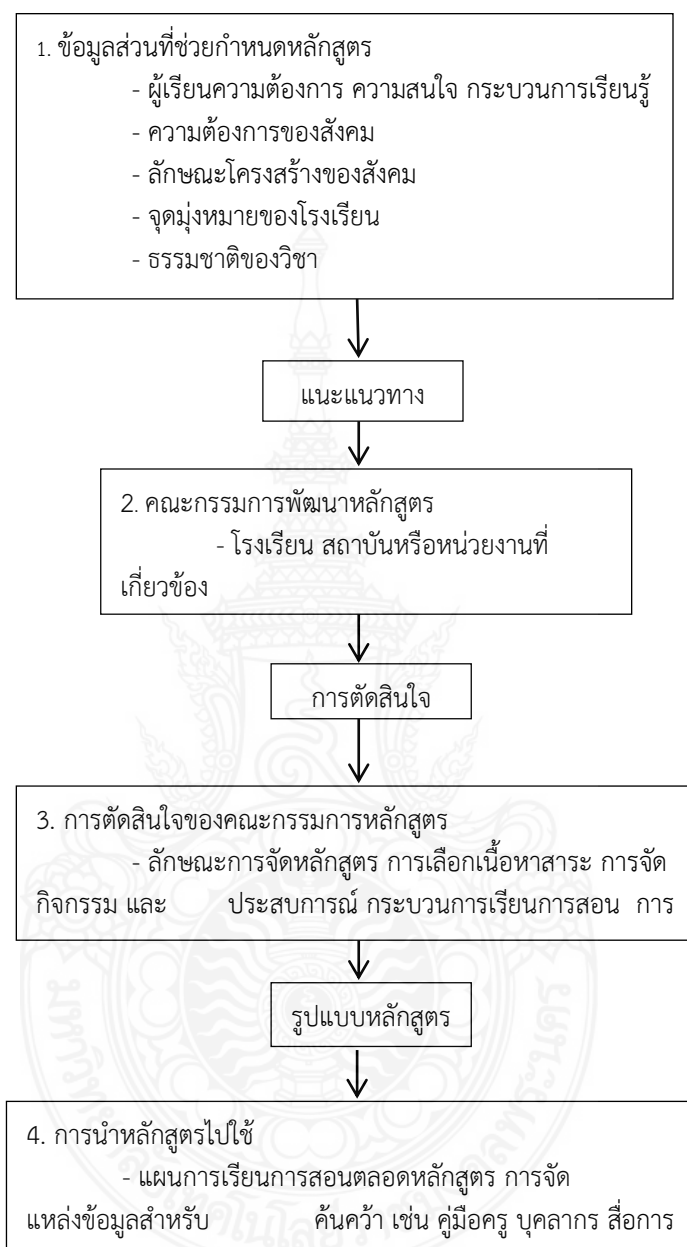 1. ข้อมูลส่วนที่ช่วยกำหนดหลักสูตร
- ผู้เรียนความต้องการ ความสนใจ กระบวนการเรียนรู้
- ความต้องการของสังคม
- ลักษณะโครงสร้างของสังคม
- จุดมุ่งหมายของโรงเรียน
- ธรรมชาติของวิชา
แนะแนวทาง
2. คณะกรรมการพัฒนาหลักสูตร
- โรงเรียน สถาบันหรือหน่วยงานที่
เกี่ยวข้อง
การตัดสินใจ
3. การตัดสินใจของคณะกรรมการหลักสูตร
- ลักษณะการจัดหลักสูตร การเลือกเนื้อหาสาระ การจัด
กิจกรรม และ ประสบการณ์ กระบวนการเรียนการสอน การ
รูปแบบหลักสูตร
4. การนำหลักสูตรไปใช้
- แผนการเรียนการสอนตลอดหลักสูตร การจัด
แหล่งข้อมูลสำหรับ ค้นคว้า เช่น คู่มือครู บุคลากร สื่อการ